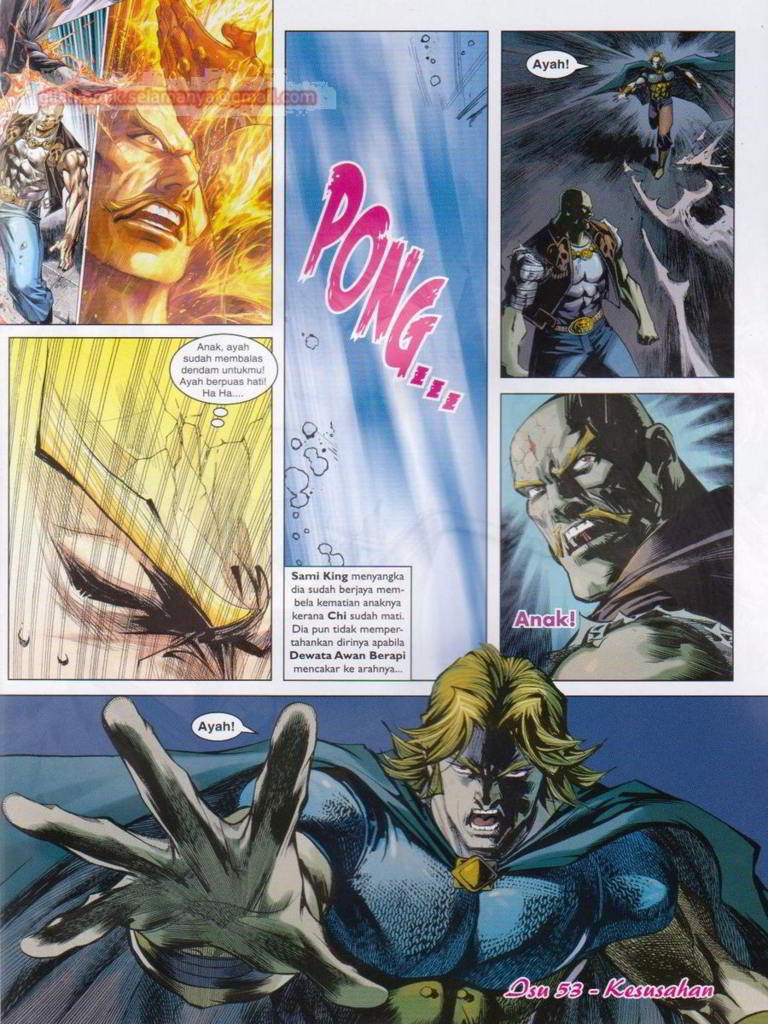 PONG...
Ayah!
Anak, ayah
sudah membalas
dendam untukmu!
Ayah berpuas hati!
Ha Ha....
Sami King menyangka
dia sudah berjaya mem-
bela kematian anaknya
kerana Chi sudah mati.
Dia pun tidak memper-
tahankan dirinya apabila
Dewata Awan Berapi
mencakar ke arahnya...
Anak!
Ayah!
Isu 53 - Kesusahan